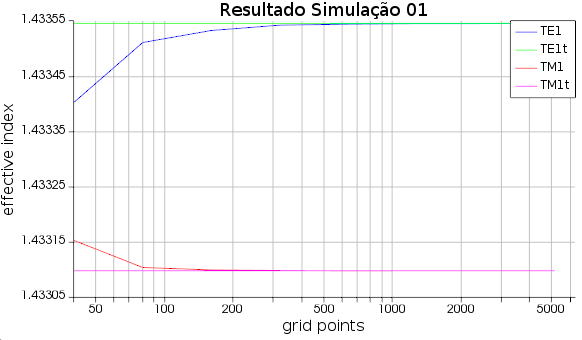 Resultado Simulação 01
1.43355
1.43345
1.43335
1.43325
1.43315
1.43305
effective index
50 100 200 500 1000 2000 5000
grid points
TE1
TE1t
TM1
TM1t